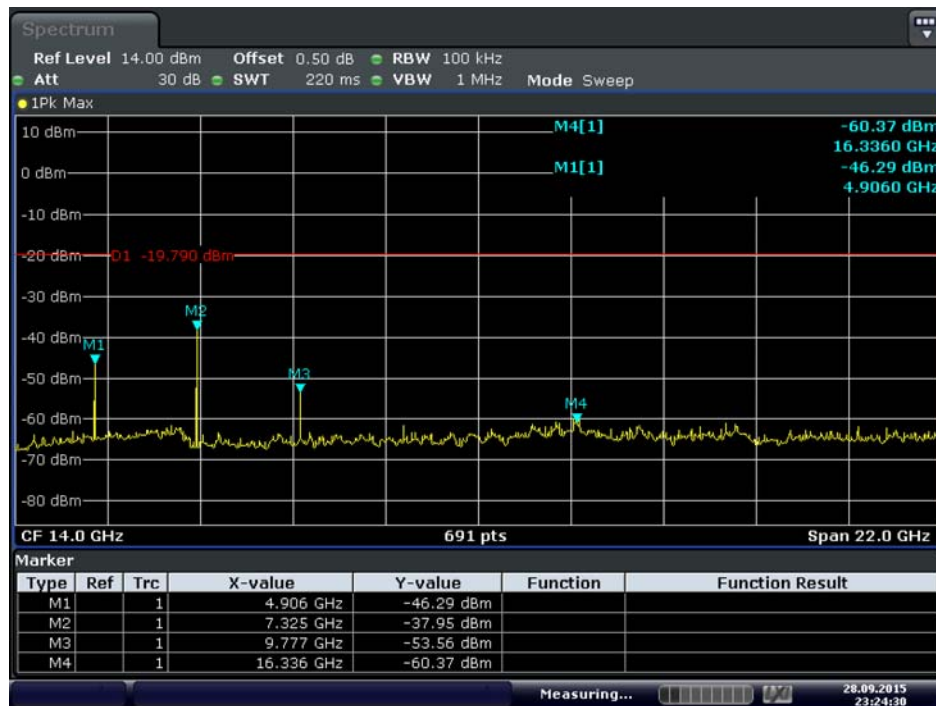 Spectrum
Ref Level 14.00 dBm Offset 0.50 dB RBW 100 kHz
Att 30 dB SWT 220 ms VBW 1 MHz Mode Sweep
1Pk Max
10 dBm
M4[1] -60.37 dBm
16.3360 GHz
0 dBm
M1[1] -46.29 dBm
4.9060 GHz
-10 dBm
-20 dBm
D1 -19.790 dBm
-30 dBm
M2
-40 dBm
M1
-50 dBm
M3
-60 dBm
M4
-70 dBm
-80 dBm
CF 14.0 GHz 691 pts Span 22.0 GHz
Marker
Type Ref Trc X-value Y-value Function Function Result
M1 1 4.906 GHz -46.29 dBm
M2 1 7.325 GHz -37.95 dBm
M3 1 9.777 GHz -53.56 dBm
M4 1 16.336 GHz -60.37 dBm
Measuring... 28.09.2015
23:24:30